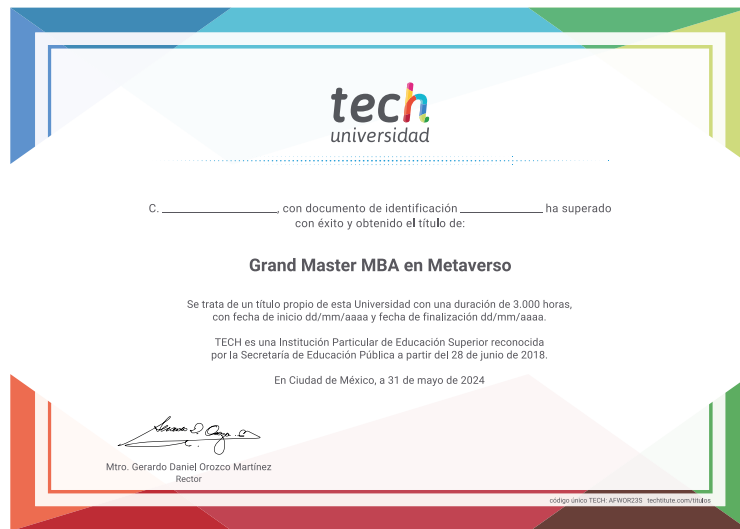 tech
universidad
C. ____________, con documento de identificación ____________ ha superado
con éxito y obtenido el título de:
Grand Master MBA en Metaverso
Se trata de un título propio de esta Universidad con una duración de 3.000 horas,
con fecha de inicio dd/mm/aaaa y fecha de finalización dd/mm/aaaa.
TECH es una Institución Particular de Educación Superior reconocida
por la Secretaría de Educación Pública a partir del 28 de junio de 2018.
En Ciudad de México, a 31 de mayo de 2024
Mtro. Gerardo Daniel Orozco Martínez
Rector
código único TECH: AFWOR23S techtitute.com/titulos